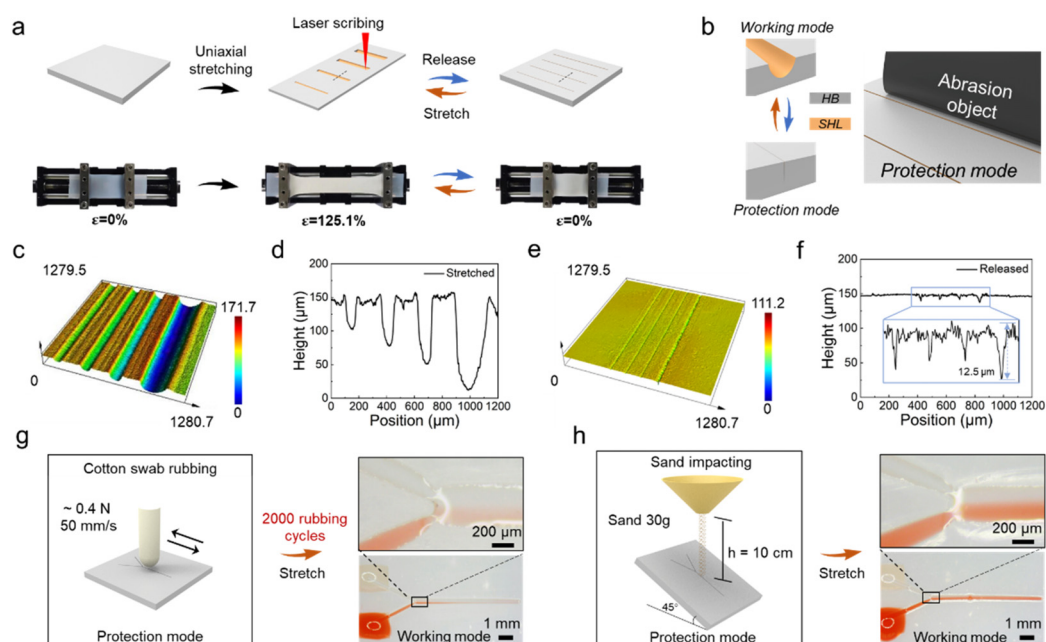 a
Uniaxial
stretching
Laser scribing
Release
Stretch
ε=0%
ε=125.1%
ε=0%
b
Working mode
HB
SHL
Protection mode
Abrasion
object
Protection mode
c
1279.5
171.7
0
0
1280.7
d
200
150
100
50
0
Height (μm)
Stretched
0 200 400 600 800 1000 1200
Position (μm)
e
1279.5
111.2
0
0
1280.7
f
200
150
100
50
0
Height (μm)
Released
12.5 μm
0 200 400 600 800 1000 1200
Position (μm)
g
Cotton swab rubbing
~ 0.4 N
50 mm/s
Protection mode
2000 rubbing
cycles
Stretch
200 μm
1 mm
Working mode
h
Sand impacting
Sand 30g
h = 10 cm
45°
Protection mode
Stretch
200 μm
1 mm
Working mode